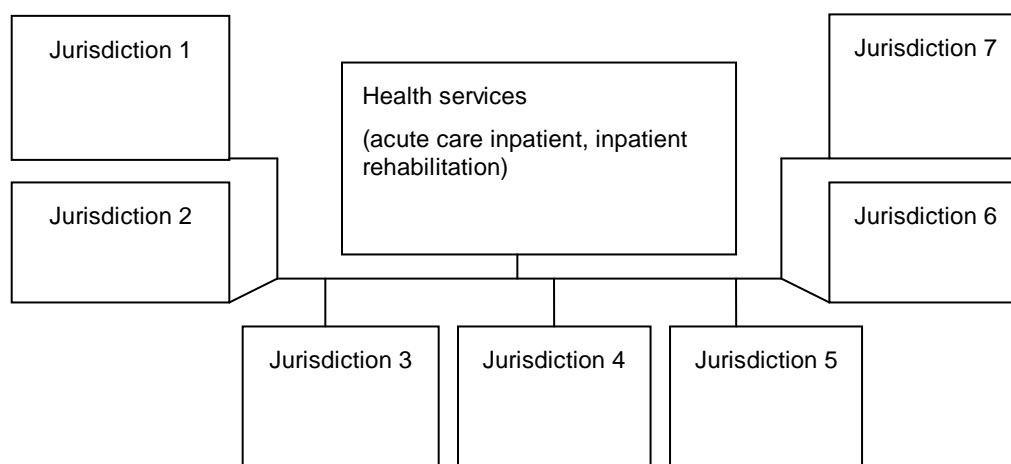 Jurisdiction 1
Jurisdiction 7
Health services
(acute care inpatient, inpatient
rehabilitation)
Jurisdiction 2
Jurisdiction 6
Jurisdiction 3
Jurisdiction 4
Jurisdiction 5